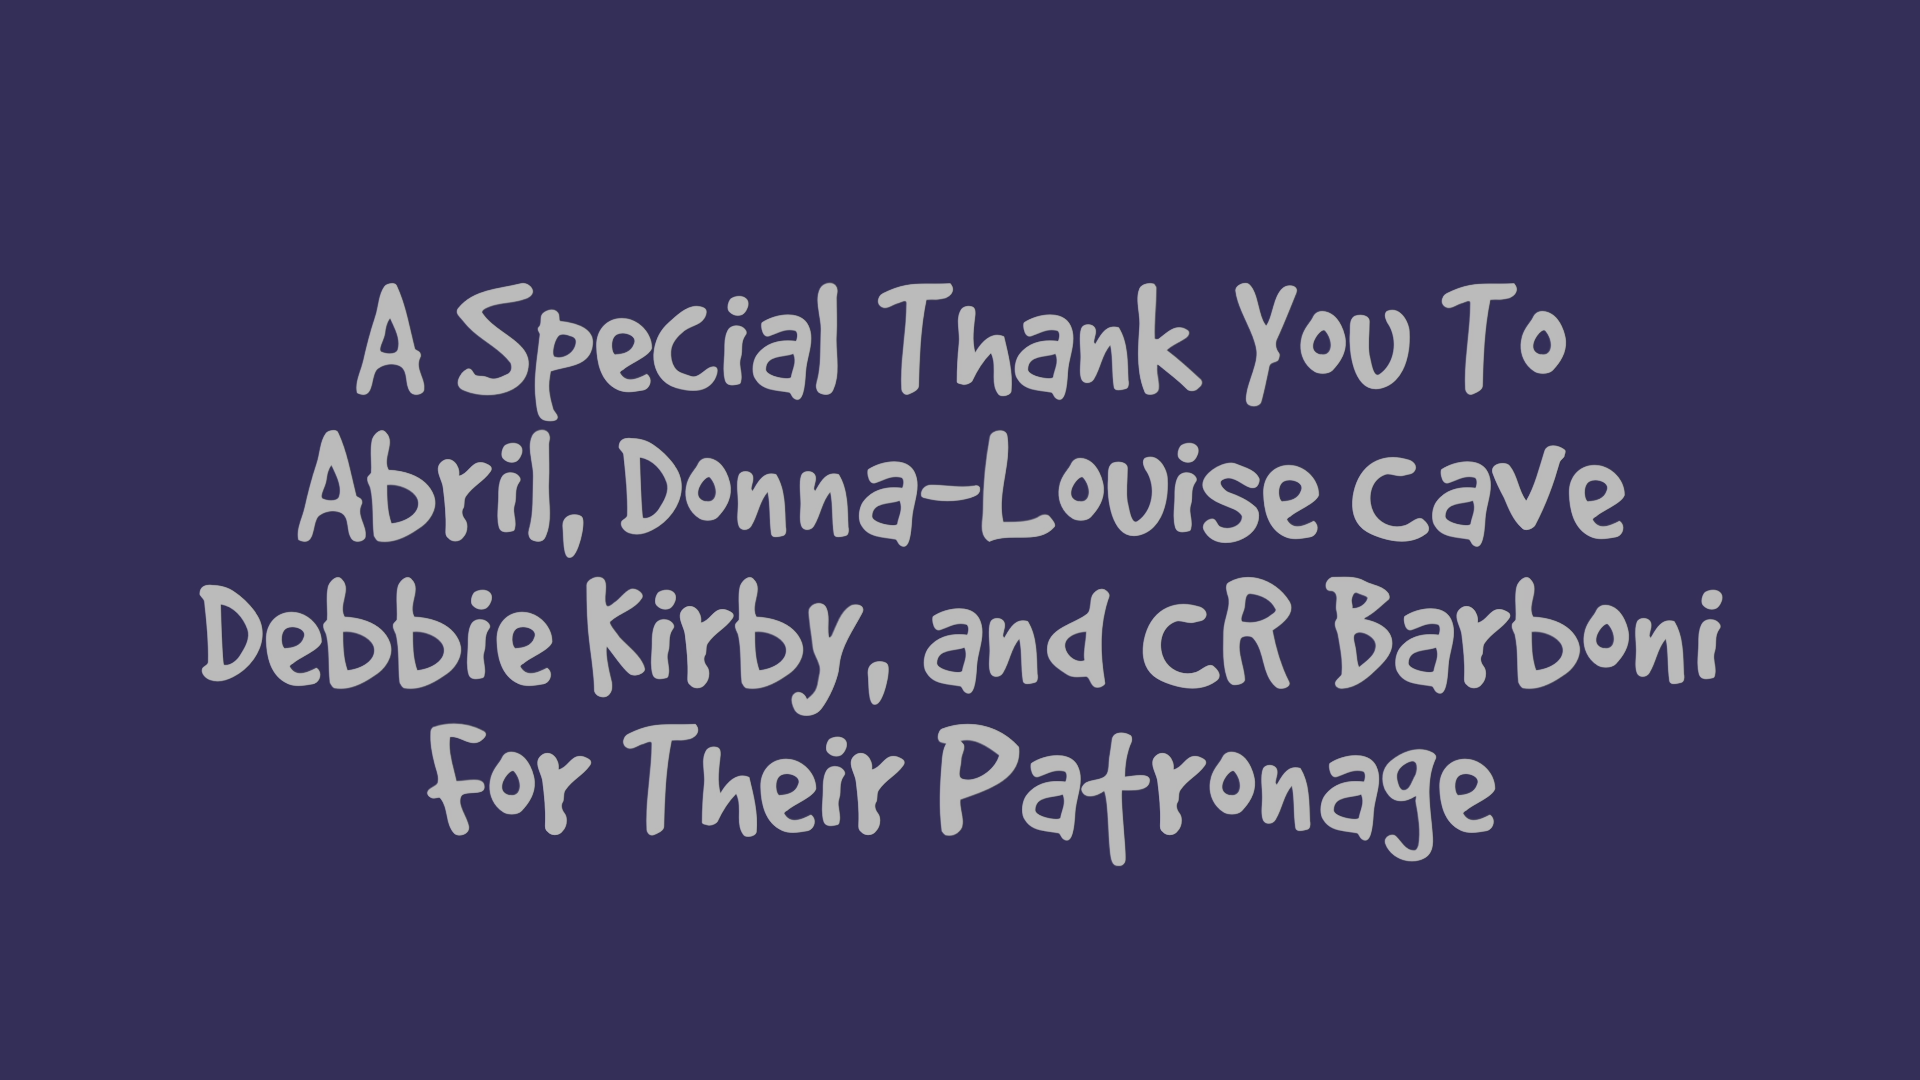 A Special Thank You To
Abril, Donna-Louise Cave
Debbie Kirby, and CR Barboni
For Their Patronage